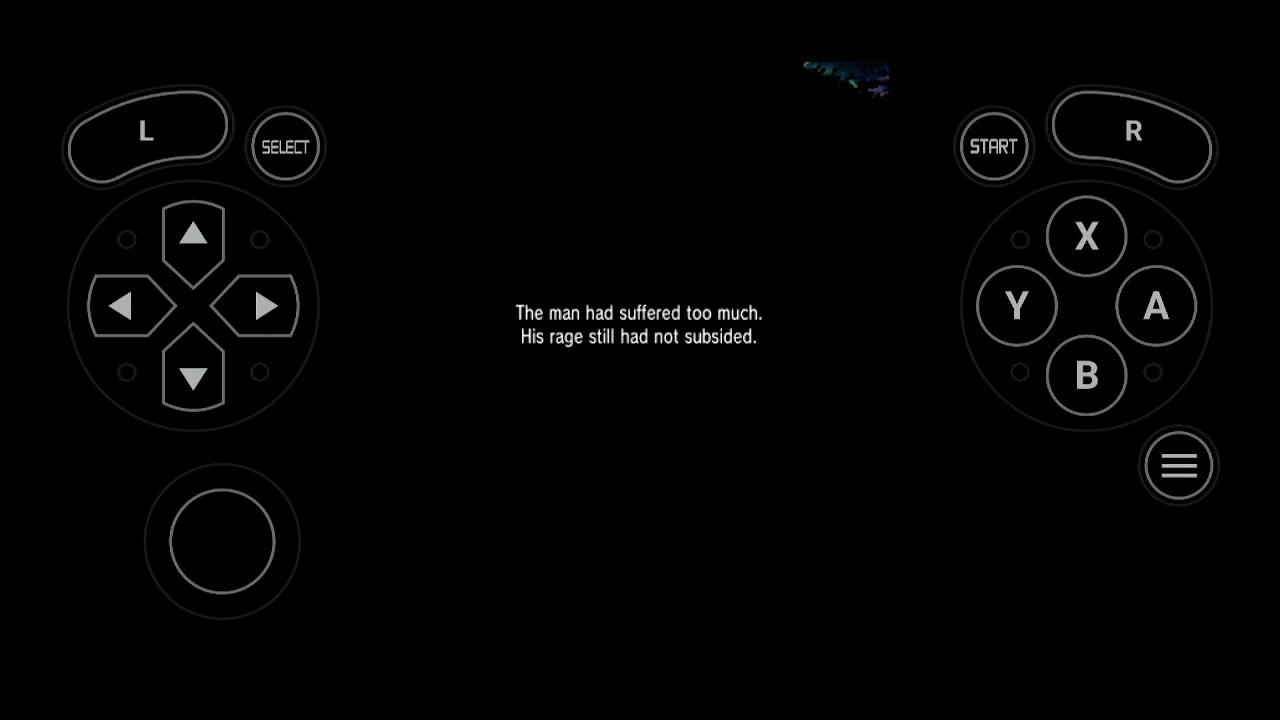 L
SELECT
START
R
X
Y
A
B
The man had suffered too much.
His rage still had not subsided.